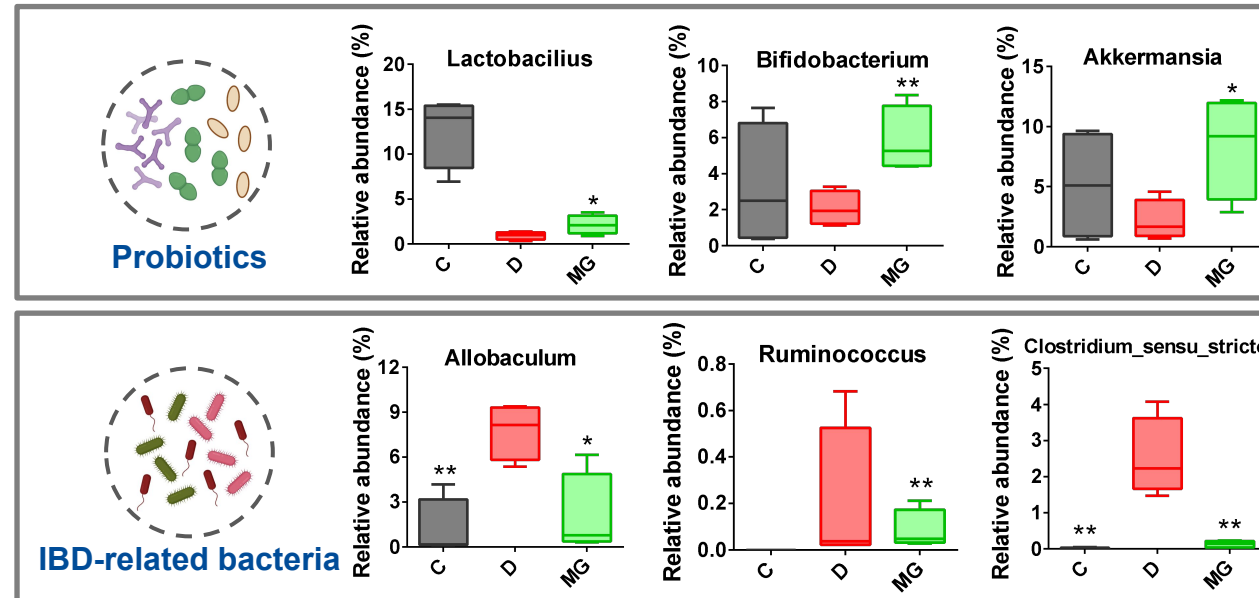 Probiotics
Relative abundance (%)
Lactobacilius
20
15
10
5
0
*
C
D
MG
Relative abundance (%)
Bifidobacterium
10
8
6
4
2
0
**
C
D
MG
Relative abundance (%)
Akkermansia
15
10
5
0
*
C
D
MG
IBD-related bacteria
Relative abundance (%)
Allobaculum
12
9
6
3
0
**
*
C
D
MG
Relative abundance (%)
Ruminococcus
0.8
0.6
0.4
0.2
0.0
**
C
D
MG
Relative abundance (%)
Clostridium_sensu_stricto
5
4
3
2
1
0
**
**
C
D
MG